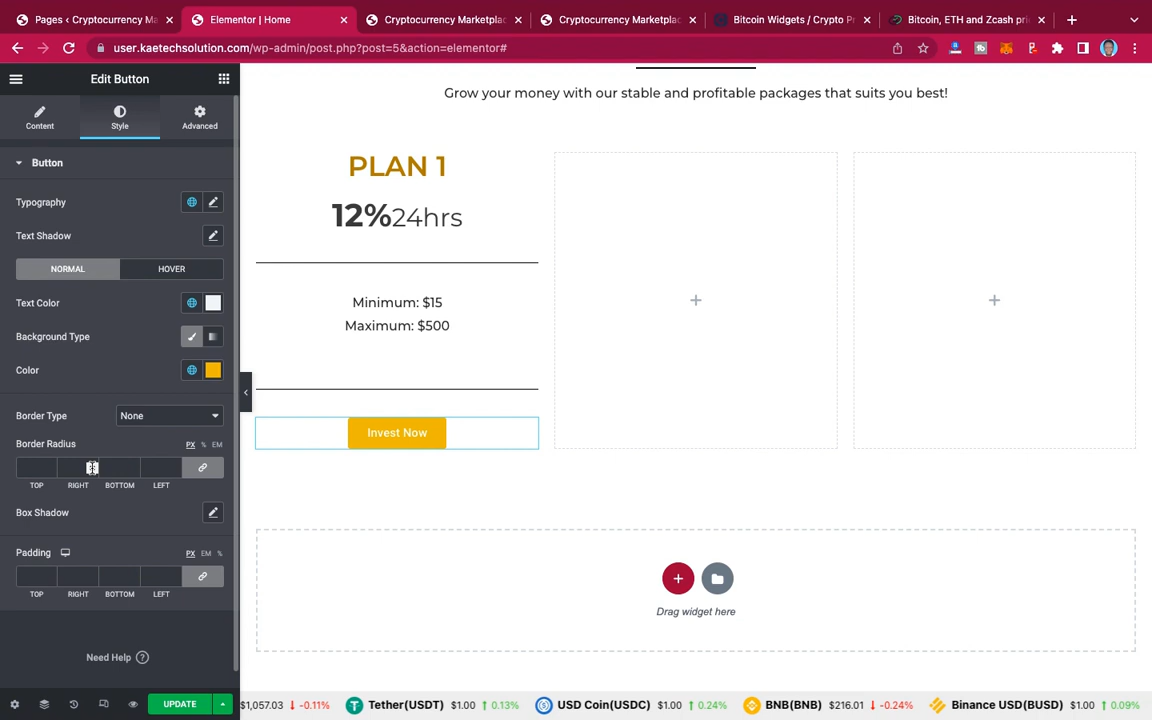 Pages < Cryptocurrency Ma
Elementor | Home
Cryptocurrency Marketplac
Cryptocurrency Marketplac
Bitcoin Widgets / Crypto Pr
Bitcoin, ETH and Zcash pri
user.kaetechsolution.com/wp-admin/post.php?post=5&action=elementor#
Edit Button
Content
Style
Advanced
Button
Typography
Text Shadow
NORMAL
HOVER
Text Color
Background Type
Color
Border Type
None
Border Radius
PX % EM
TOP RIGHT BOTTOM LEFT
Box Shadow
Padding
PX EM %
TOP RIGHT BOTTOM LEFT
Need Help
UPDATE
Grow your money with our stable and profitable packages that suits you best!
PLAN 1
12%24hrs
Minimum: $15
Maximum: $500
Invest Now
Drag widget here
$1,057.03 ↓ -0.11% Tether(USDT) $1.00 ↑ 0.13% USD Coin(USDC) $1.00 ↑ 0.24% BNB(BNB) $216.01 ↓ -0.24% Binance USD(BUSD) $1.00 ↑ 0.09%